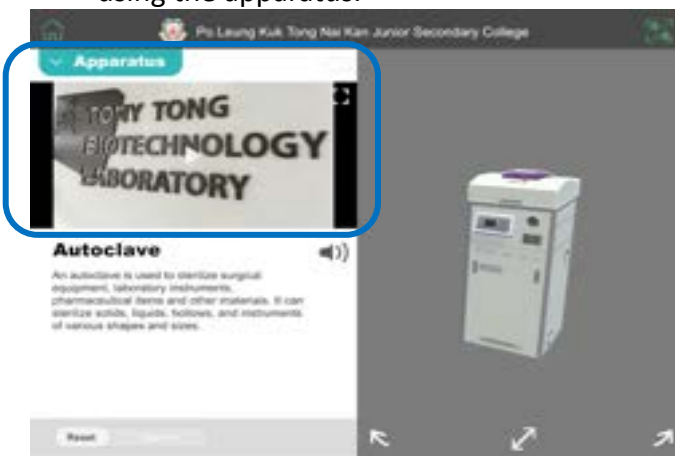 using the apparatus.
Po Leung Kuk Tong Nai Kan Junior Secondary College
Apparatus
TONY TONG
BIOTECHNOLOGY
LABORATORY
Autoclave
An autoclave is used to sterilize surgical
equipment, laboratory instruments,
pharmaceutical items and other materials. It can
sterilize solids, liquids, hollows, and instruments
of various shapes and sizes.
Reset